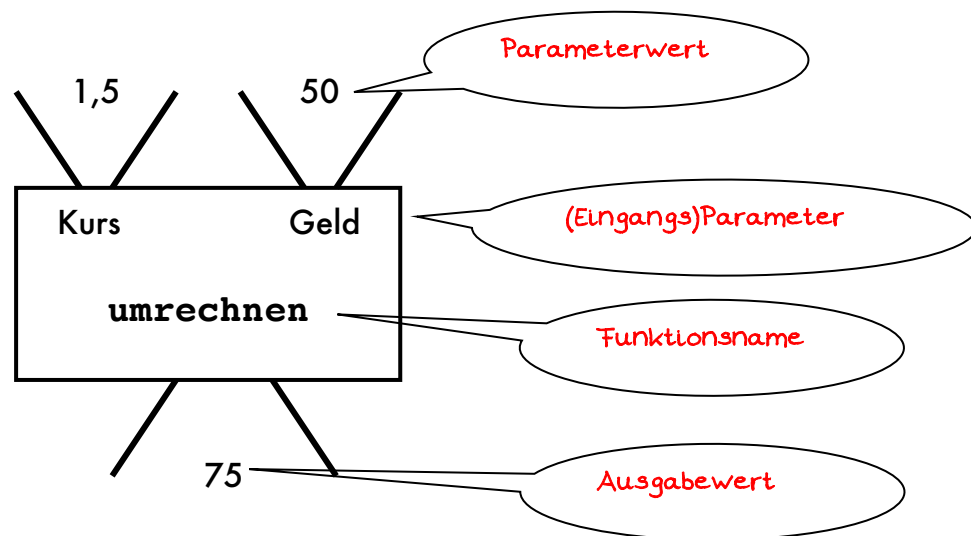 Parameterwert
1,5 50
Kurs Geld
(Eingangs)Parameter
umrechnen
Funktionsname
75
Ausgabewert